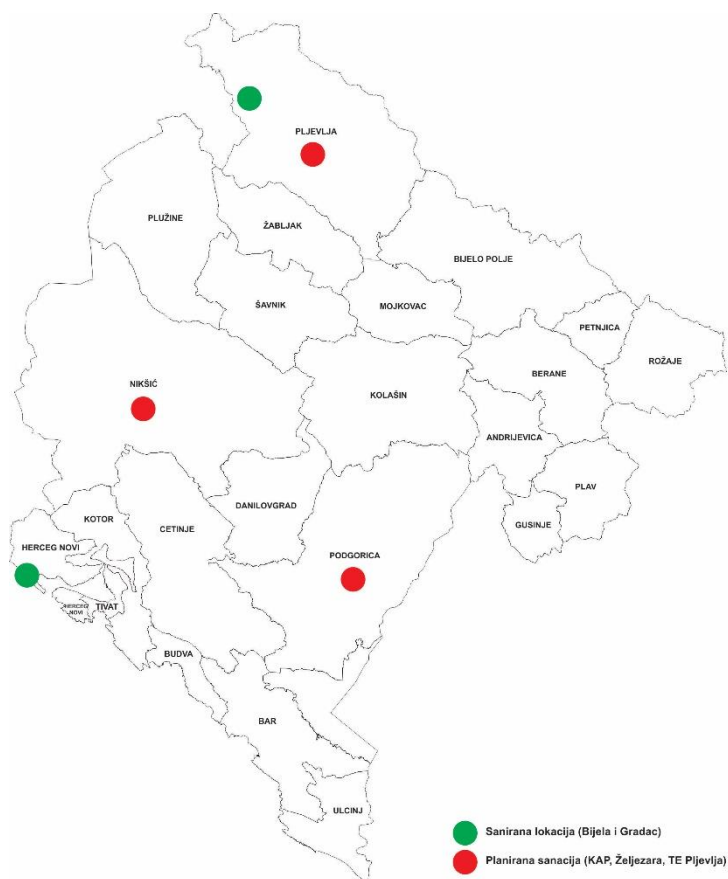 PLJEVLJA
PLUŽINE
ŽABLJAK
BIJELO POLJE
ŠAVNIK
MOJKOVAC
PETNJICA
ROŽAJE
BERANE
NIKŠIĆ
KOLAŠIN
ANDRIJEVICA
PLAV
DANILOVGRAD
KOTOR
CETINJE
GUSINJE
HERCEG NOVI
PODGORICA
HERCEG
NOVI
TIVAT
BUDVA
BAR
ULCINJ
Sanirana lokacija (Bijela i Gradac)
Planirana sanacija (KAP, Željezara, TE Pljevlja)